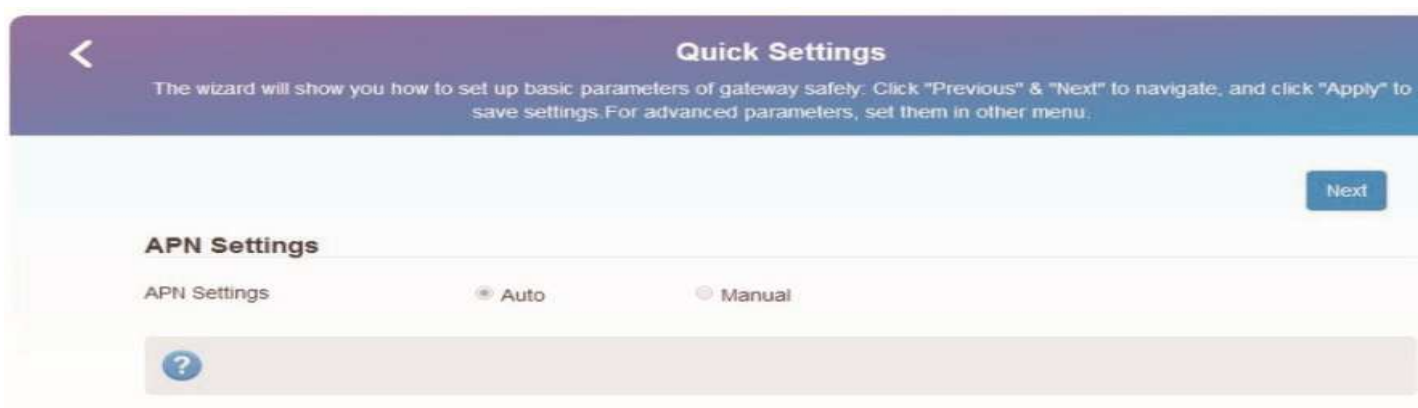 Quick Settings
The wizard will show you how to set up basic parameters of gateway safely: Click "Previous" & "Next" to navigate, and click "Apply" to
save settings.For advanced parameters, set them in other menu.
Next
APN Settings
APN Settings Auto Manual
?